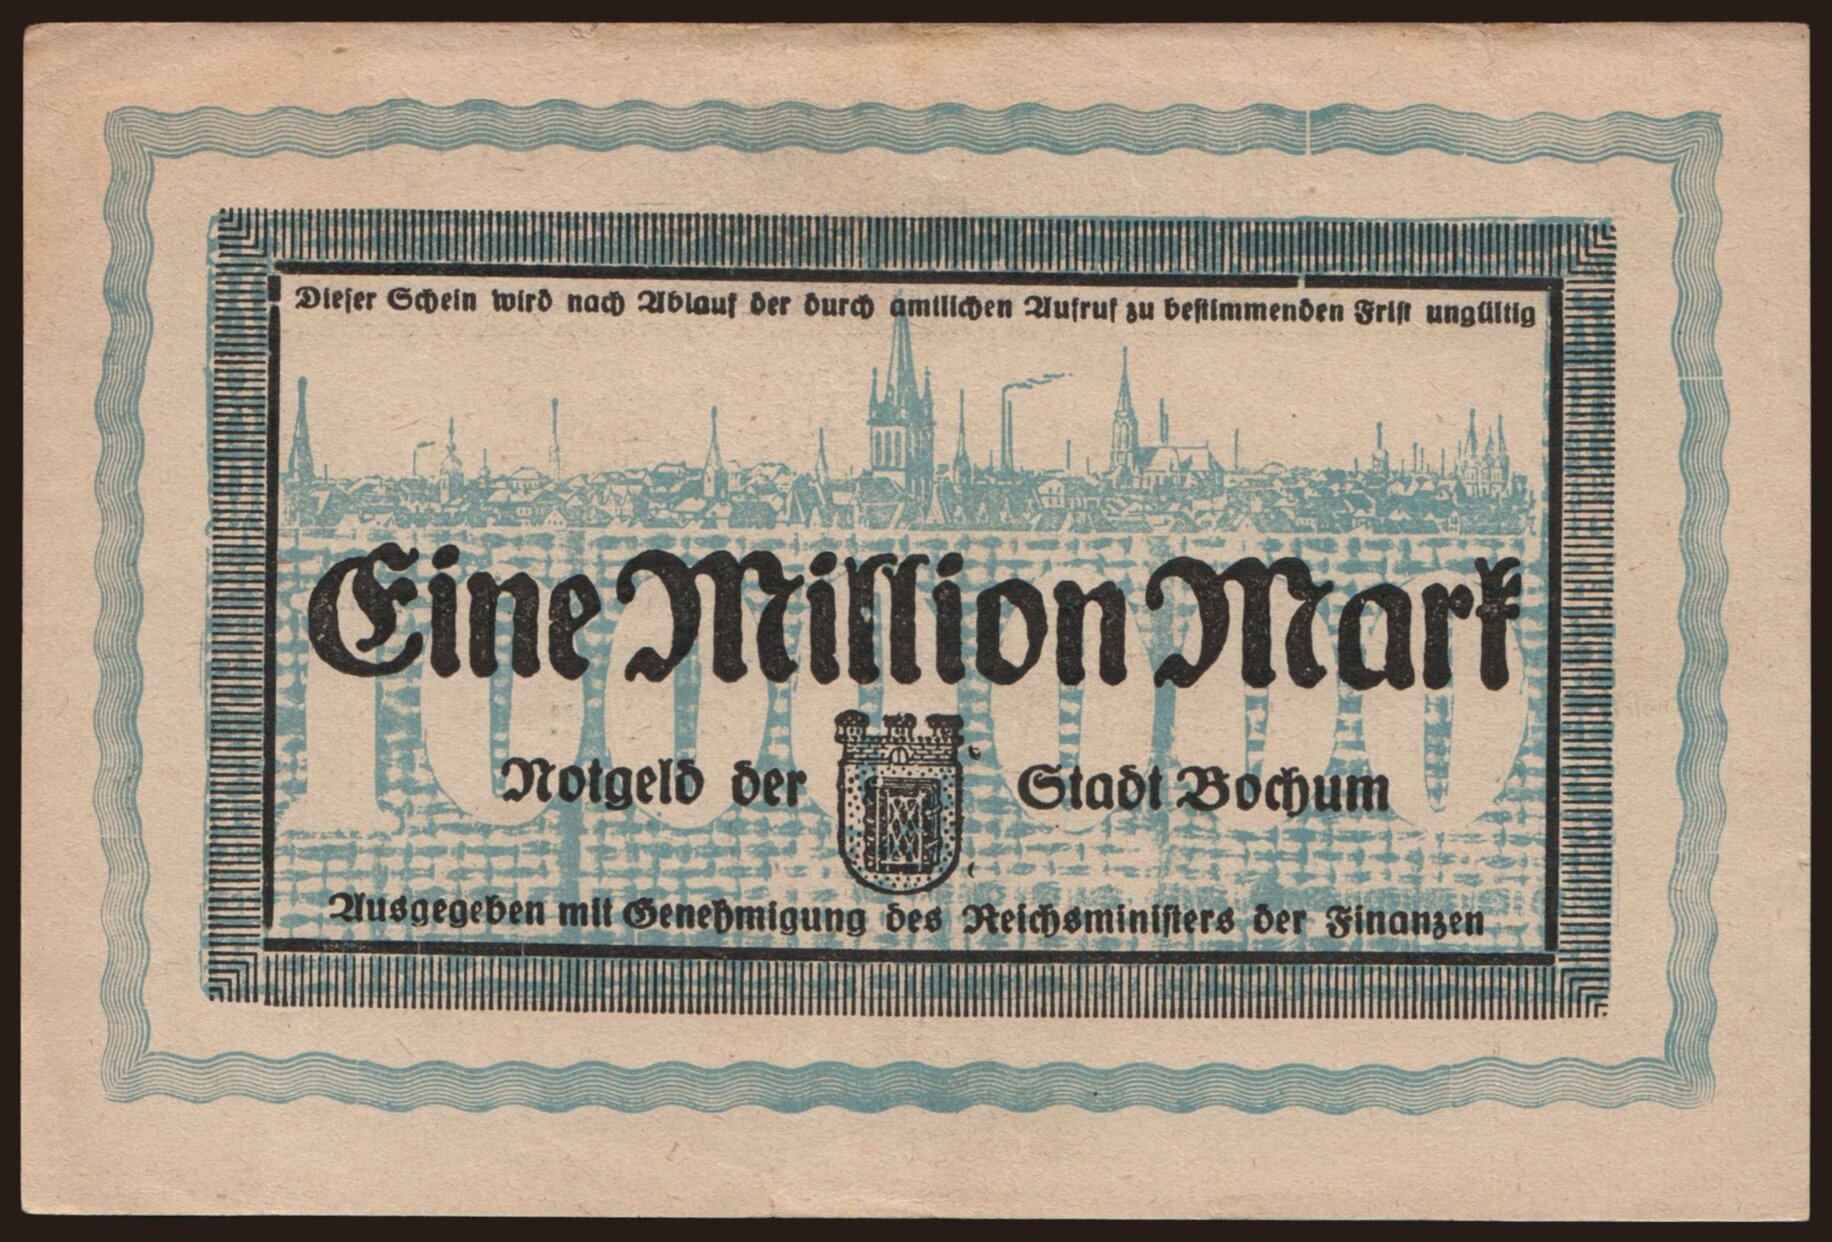 Dieser Schein wird nach Ablauf der durch amtlichen Aufruf zu bestimmenden Frist ungültig
Eine Million Mark
1000000
Notgeld der Stadt Bochum
Ausgegeben mit Genehmigung des Reichsministers der Finanzen